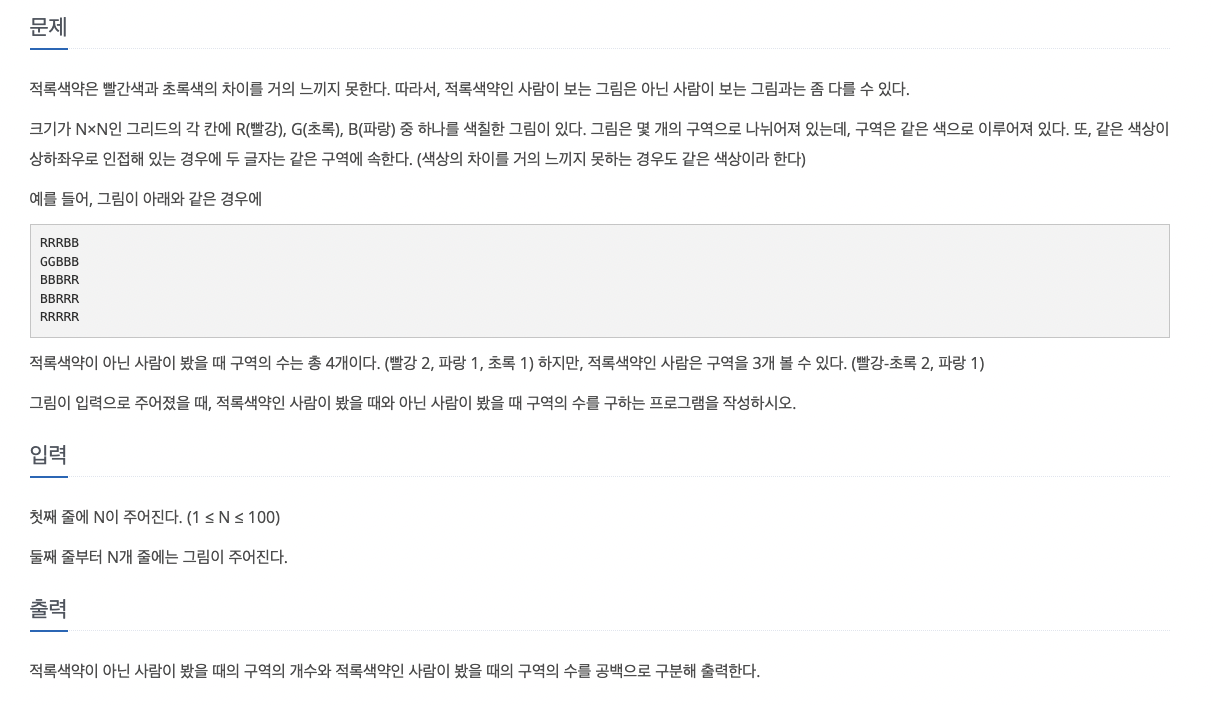 문제
적록색약은 빨간색과 초록색의 차이를 거의 느끼지 못한다. 따라서, 적록색약인 사람이 보는 그림은 아닌 사람이 보는 그림과는 좀 다를 수 있다.
크기가 N×N인 그리드의 각 칸에 R(빨강), G(초록), B(파랑) 중 하나를 색칠한 그림이 있다. 그림은 몇 개의 구역으로 나뉘어져 있는데, 구역은 같은 색으로 이루어져 있다. 또, 같은 색상이
상하좌우로 인접해 있는 경우에 두 글자는 같은 구역에 속한다. (색상의 차이를 거의 느끼지 못하는 경우도 같은 색상이라 한다)
예를 들어, 그림이 아래와 같은 경우에
RRRBB
GGBBB
BBBRR
BBRRR
RRRRR
적록색약이 아닌 사람이 봤을 때 구역의 수는 총 4개이다. (빨강 2, 파랑 1, 초록 1) 하지만, 적록색약인 사람은 구역을 3개 볼 수 있다. (빨강-초록 2, 파랑 1)
그림이 입력으로 주어졌을 때, 적록색약인 사람이 봤을 때와 아닌 사람이 봤을 때 구역의 수를 구하는 프로그램을 작성하시오.
입력
첫째 줄에 N이 주어진다. (1 ≤ N ≤ 100)
둘째 줄부터 N개 줄에는 그림이 주어진다.
출력
적록색약이 아닌 사람이 봤을 때의 구역의 개수와 적록색약인 사람이 봤을 때의 구역의 수를 공백으로 구분해 출력한다.